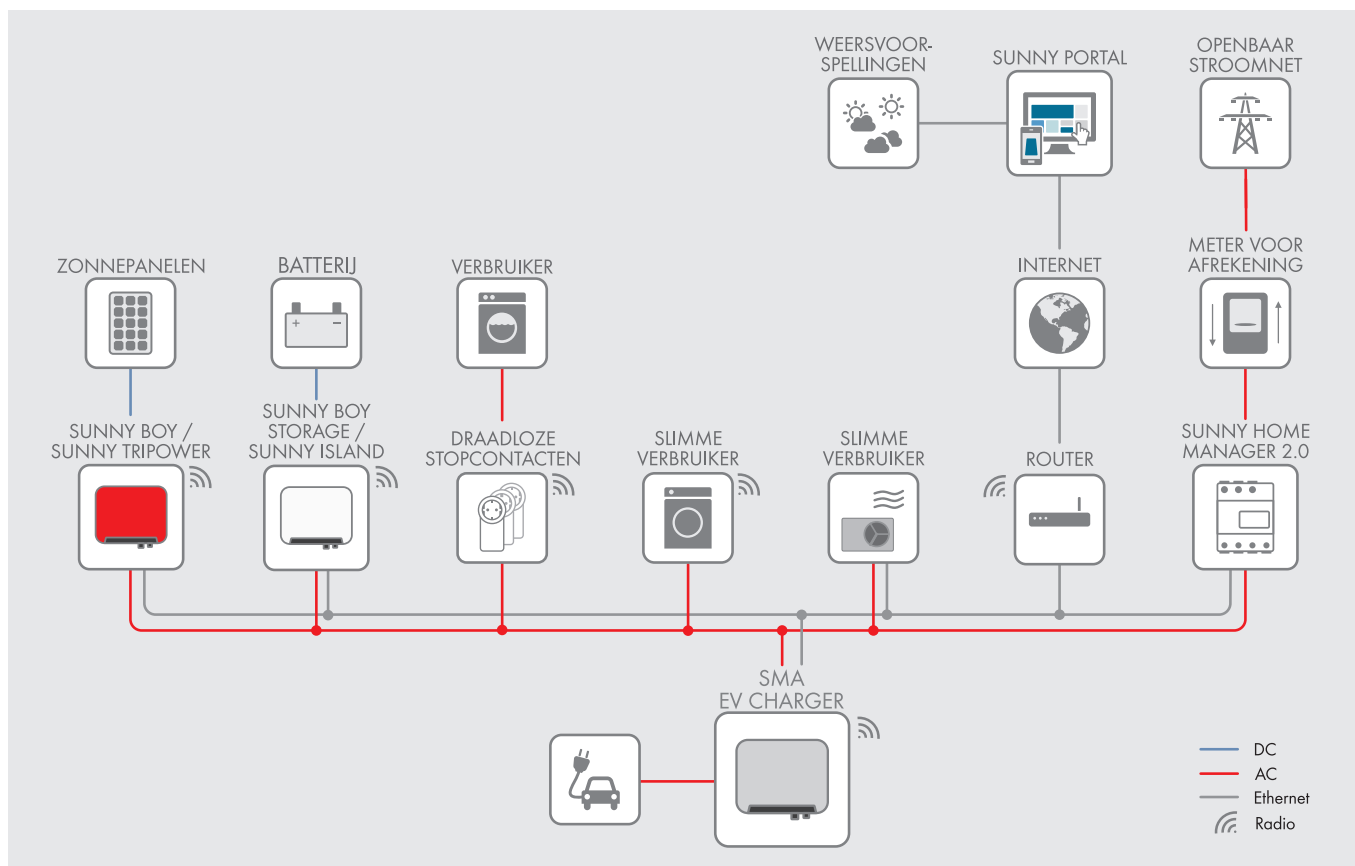 WEERSVOOR-
SPELLINGEN
SUNNY PORTAL
OPENBAAR
STROOMNET
ZONNEPANELEN
BATTERIJ
VERBRUIKER
INTERNET
METER VOOR
AFREKENING
+ −
SUNNY BOY /
SUNNY TRIPOWER
SUNNY BOY
STORAGE /
SUNNY ISLAND
DRAADLOZE
STOPCONTACTEN
SLIMME
VERBRUIKER
SLIMME
VERBRUIKER
ROUTER
SUNNY HOME
MANAGER 2.0
SMA
EV CHARGER
DC
AC
Ethernet
Radio